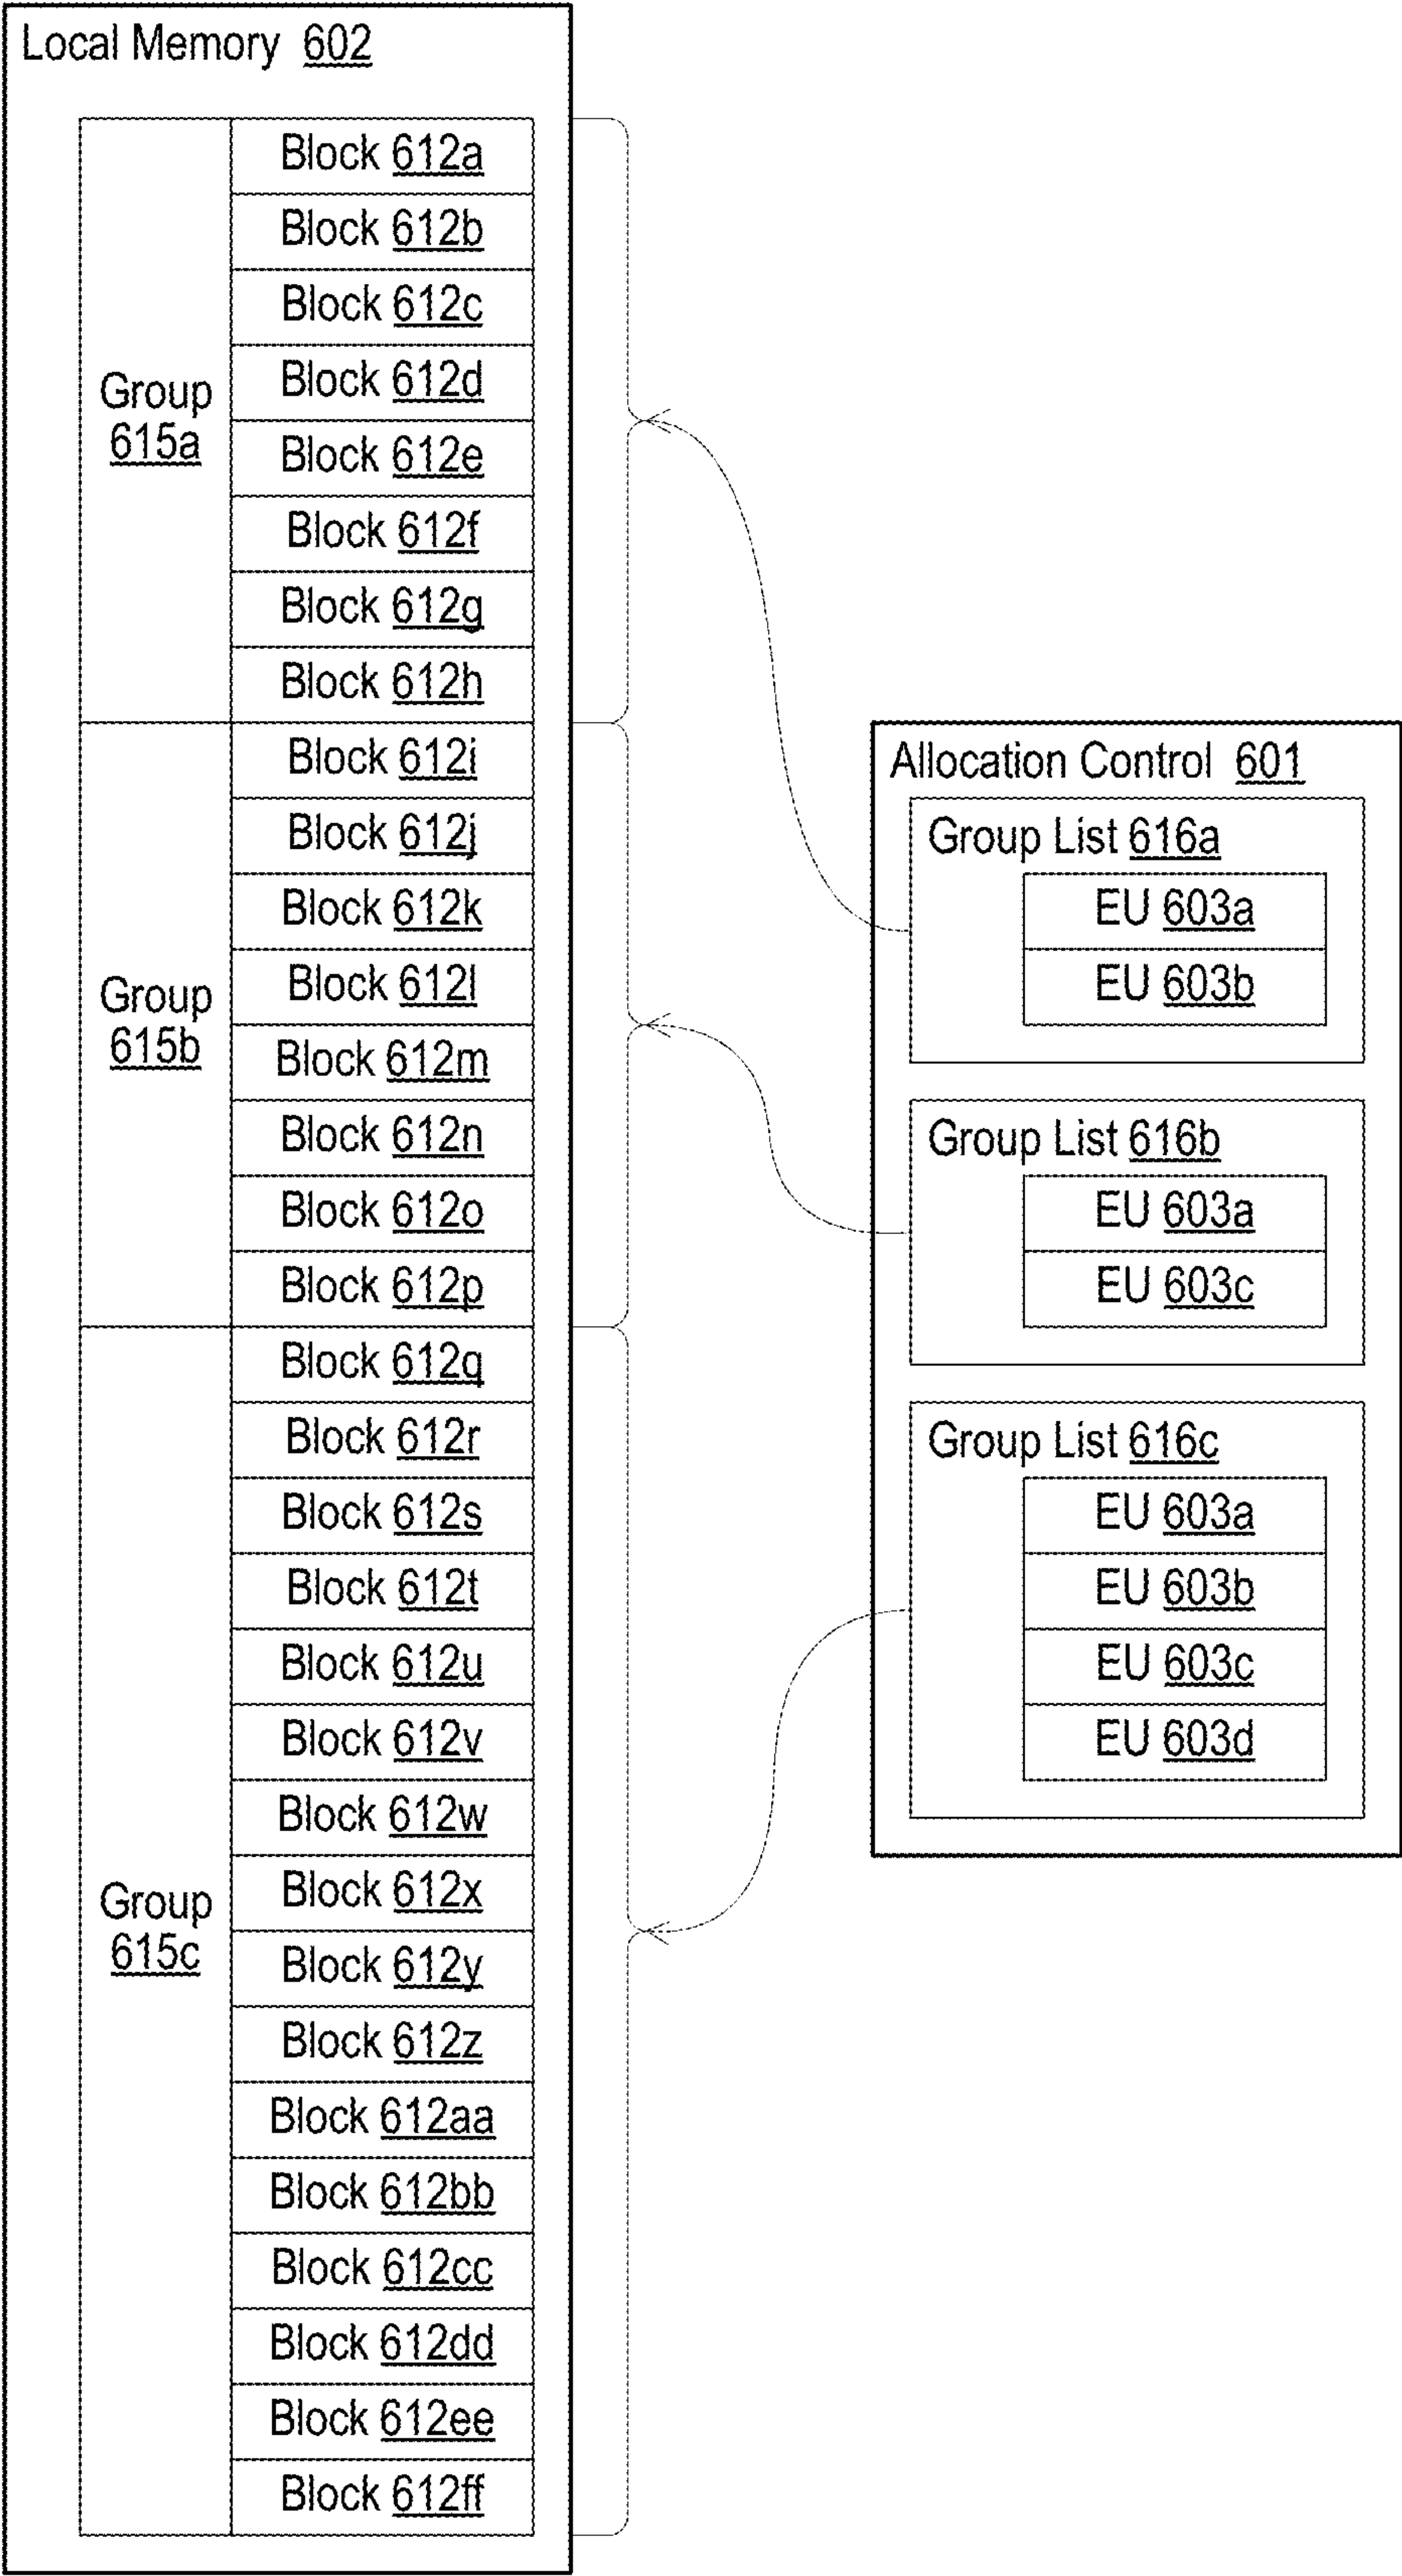 Local Memory 602
Group
615a
Block 612a
Block 612b
Block 612c
Block 612d
Block 612e
Block 612f
Block 612g
Block 612h
Group
615b
Block 612i
Block 612j
Block 612k
Block 612l
Block 612m
Block 612n
Block 612o
Block 612p
Group
615c
Block 612q
Block 612r
Block 612s
Block 612t
Block 612u
Block 612v
Block 612w
Block 612x
Block 612y
Block 612z
Block 612aa
Block 612bb
Block 612cc
Block 612dd
Block 612ee
Block 612ff
Allocation Control 601
Group List 616a
EU 603a
EU 603b
Group List 616b
EU 603a
EU 603c
Group List 616c
EU 603a
EU 603b
EU 603c
EU 603d